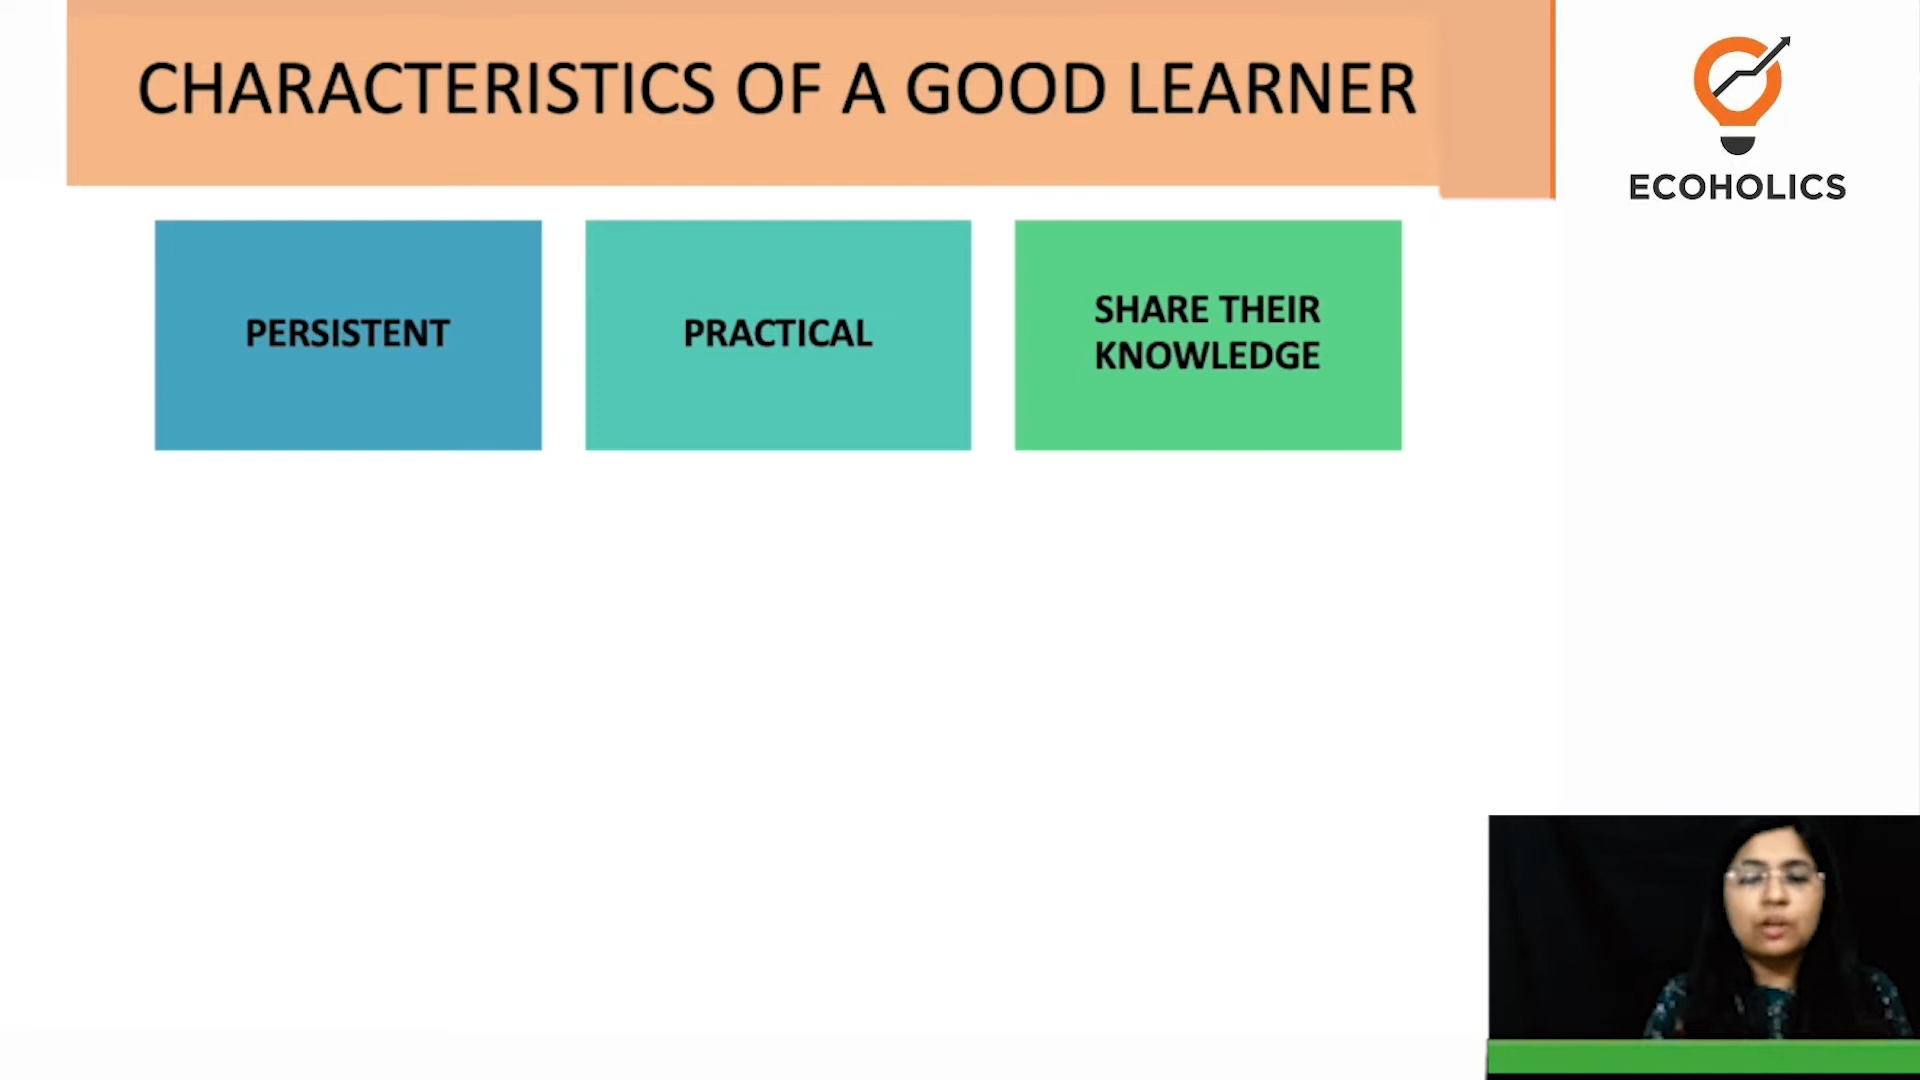 CHARACTERISTICS OF A GOOD LEARNER
ECOHOLICS
PERSISTENT
PRACTICAL
SHARE THEIR
KNOWLEDGE